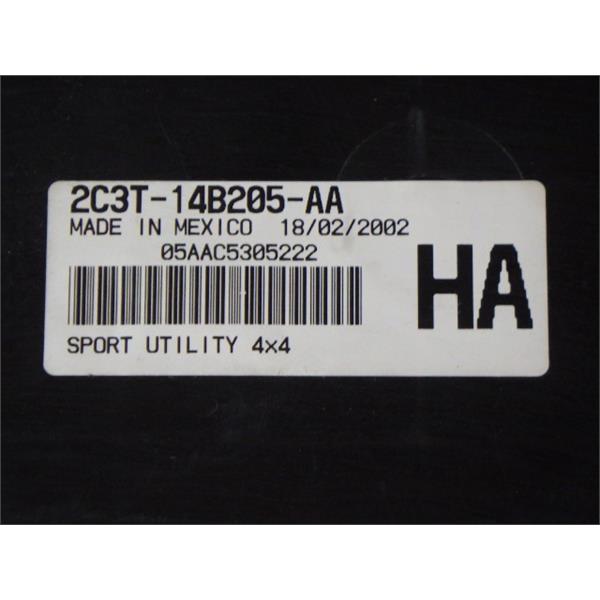 2C3T-14B205-AA
MADE IN MEXICO 18/02/2002
05AAC5305222
HA
SPORT UTILITY 4x4